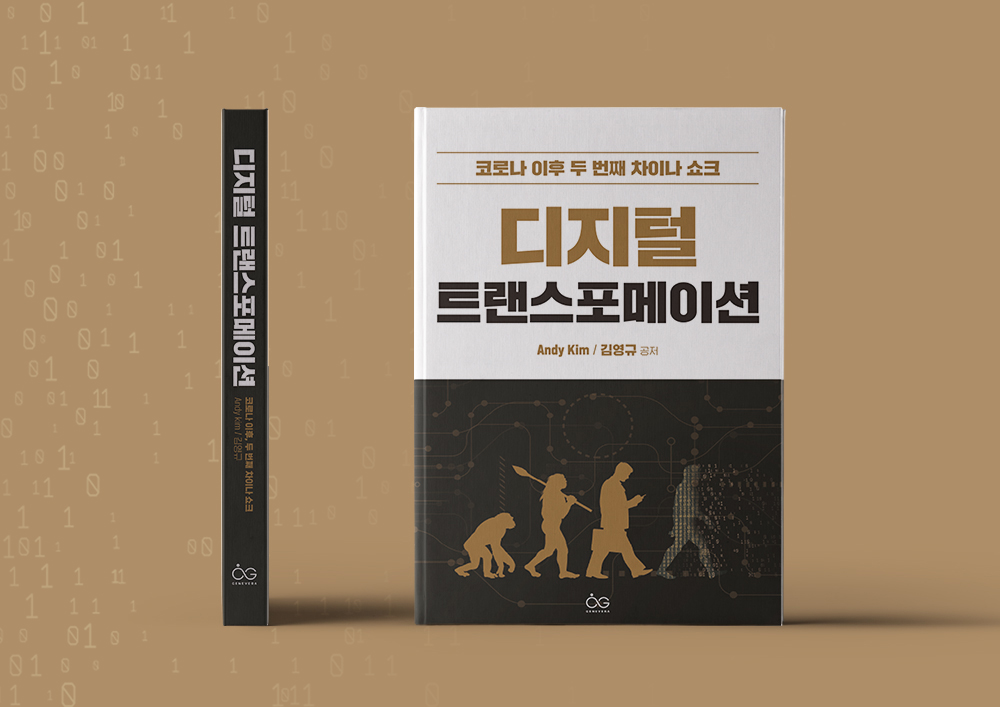 디지털 트랜스포메이션
코로나 이후, 두 번째 차이나 쇼크
Andy Kim / 김영규
GENEVERA
코로나 이후 두 번째 차이나 쇼크
디지털
트랜스포메이션
Andy Kim / 김영규 공저
GENEVERA